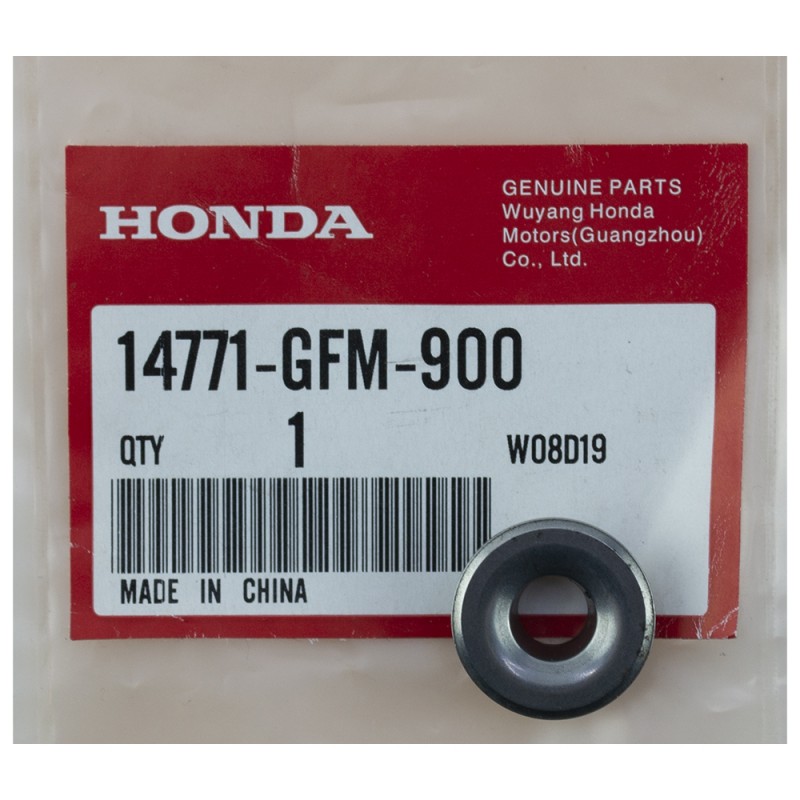 HONDA
GENUINE PARTS
Wuyang Honda
Motors(Guangzhou)
Co., Ltd.
14771-GFM-900
QTY 1 W08D19
MADE IN CHINA